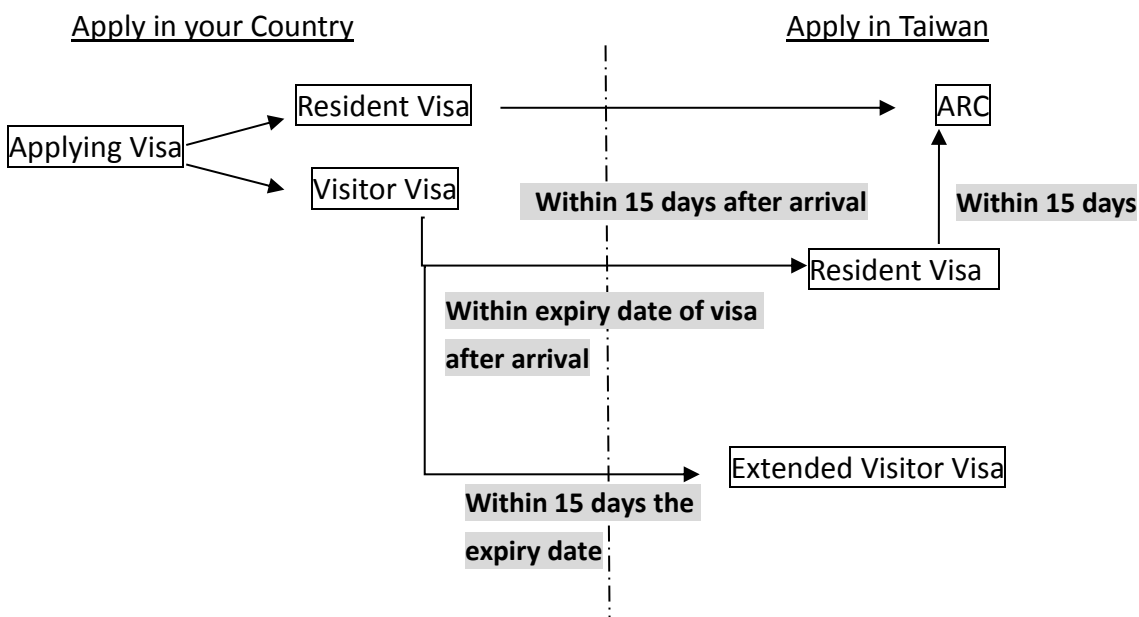 Apply in your Country
Apply in Taiwan
Resident Visa
ARC
Applying Visa
Visitor Visa
Within 15 days after arrival
Within 15 days
Resident Visa
Within expiry date of visa
after arrival
Extended Visitor Visa
Within 15 days the
expiry date